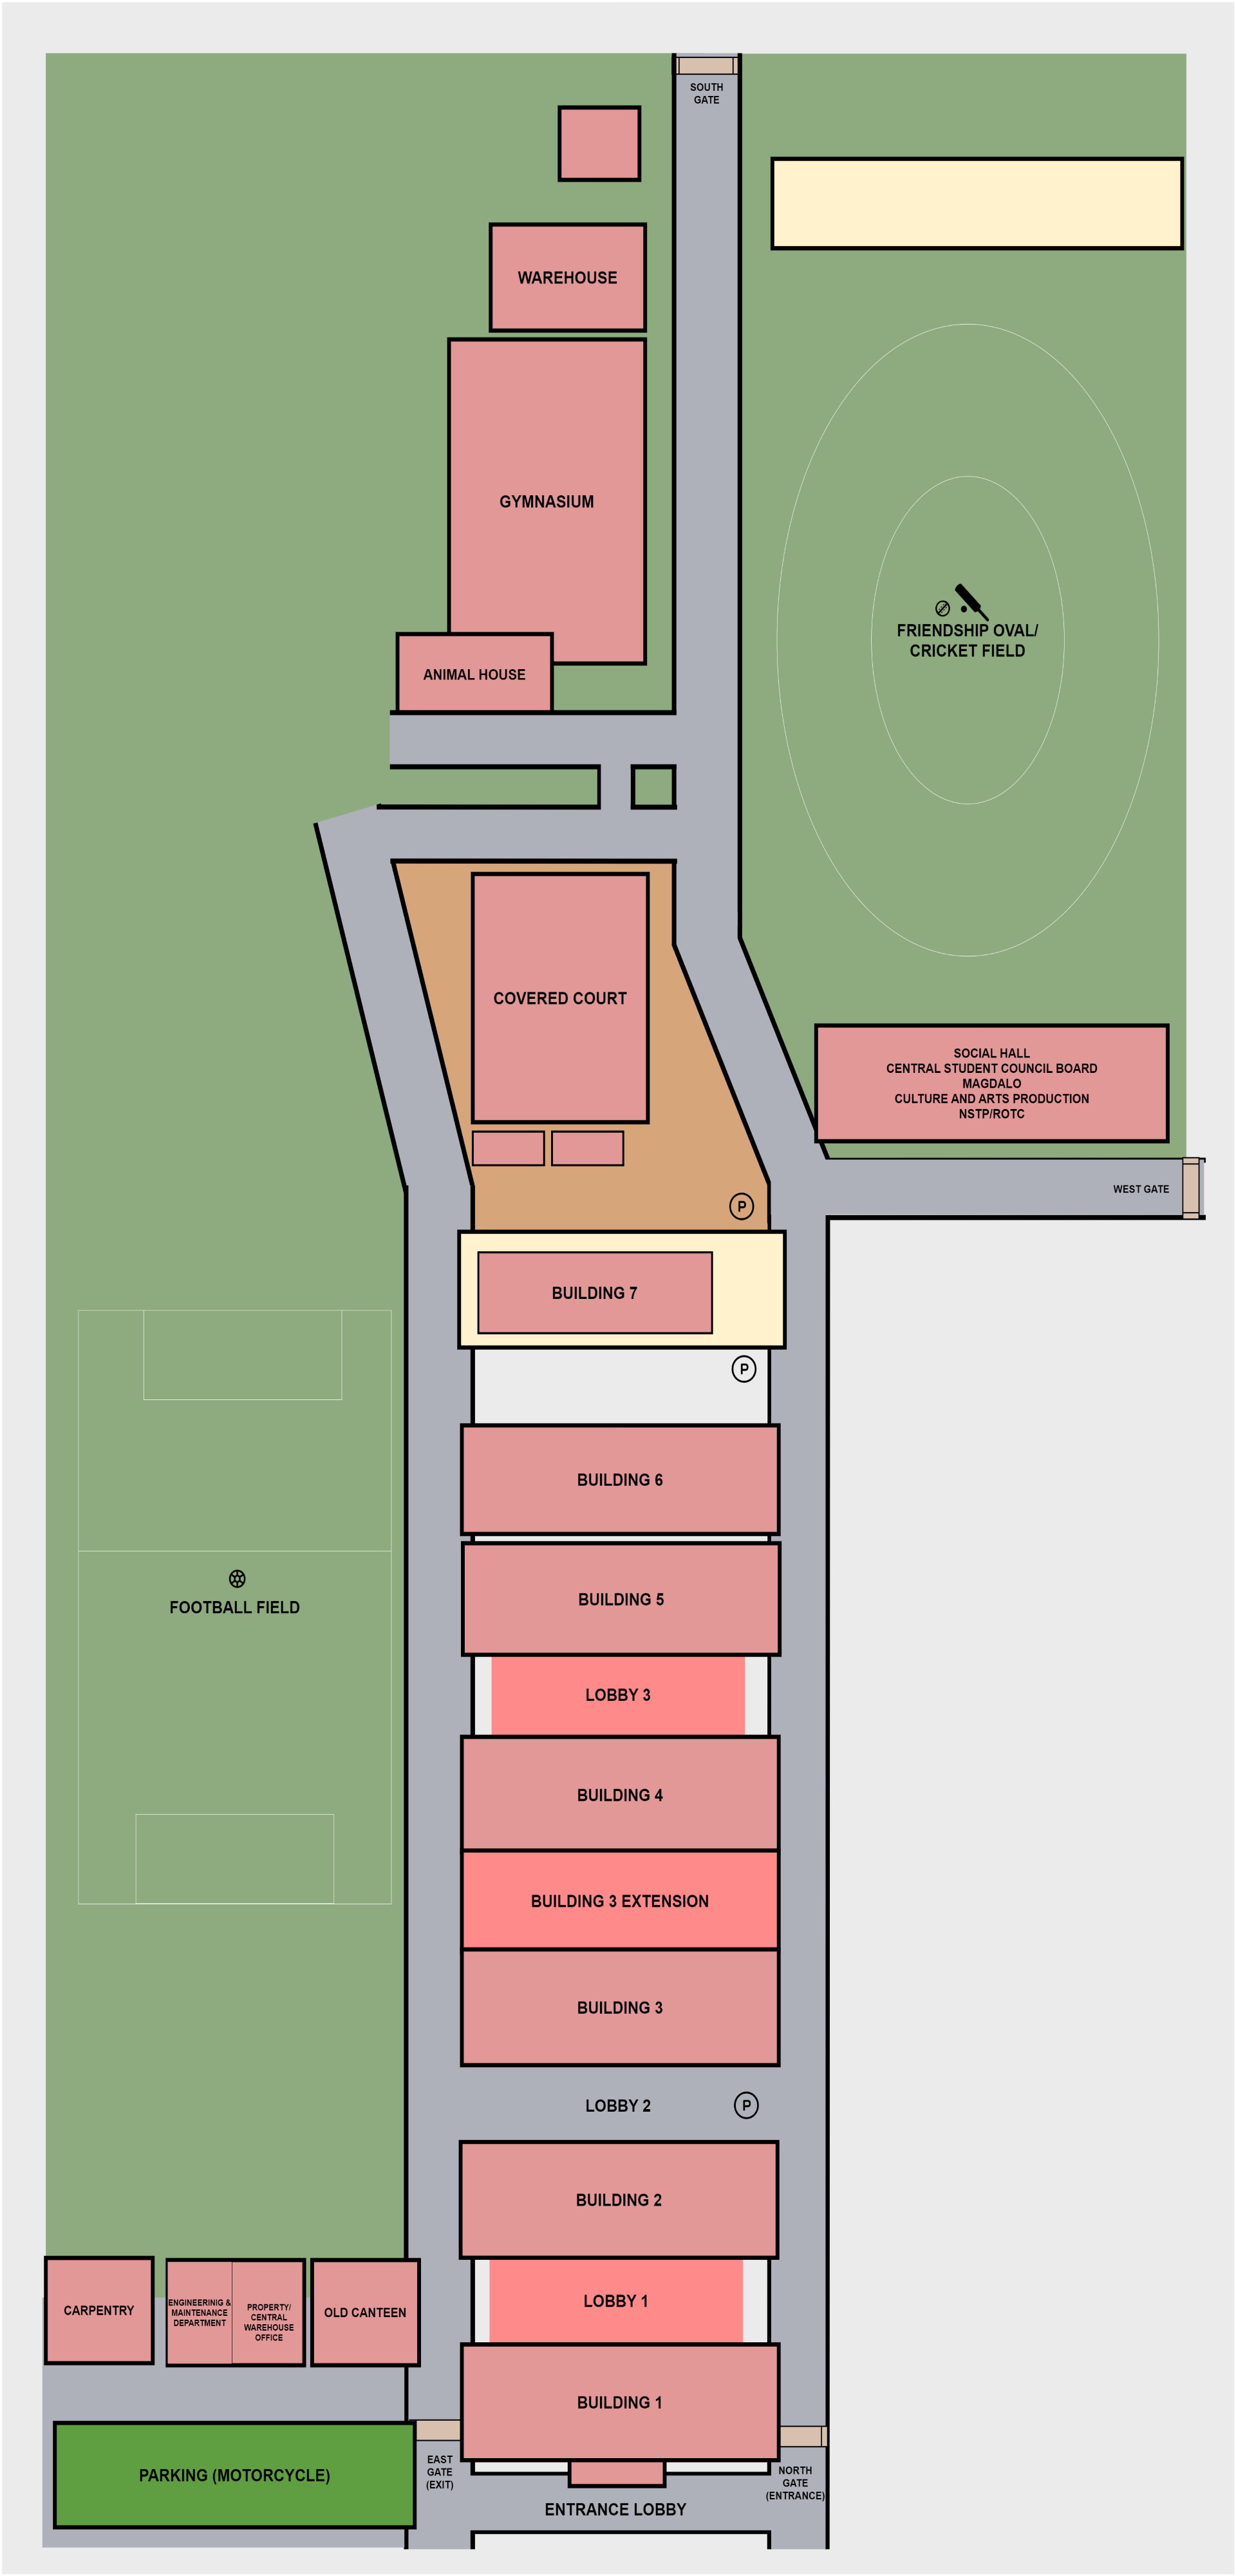 SOUTH
GATE
WAREHOUSE
GYMNASIUM
FRIENDSHIP OVAL/
CRICKET FIELD
ANIMAL HOUSE
COVERED COURT
SOCIAL HALL
CENTRAL STUDENT COUNCIL BOARD
MAGDALO
CULTURE AND ARTS PRODUCTION
NSTP/ROTC
WEST GATE
P
BUILDING 7
P
BUILDING 6
BUILDING 5
FOOTBALL FIELD
LOBBY 3
BUILDING 4
BUILDING 3 EXTENSION
BUILDING 3
LOBBY 2
P
BUILDING 2
LOBBY 1
CARPENTRY
ENGINEERINIG &
MAINTENANCE
DEPARTMENT
PROPERTY/
CENTRAL
WAREHOUSE
OFFICE
OLD CANTEEN
BUILDING 1
PARKING (MOTORCYCLE)
EAST
GATE
(EXIT)
NORTH
GATE
(ENTRANCE)
ENTRANCE LOBBY